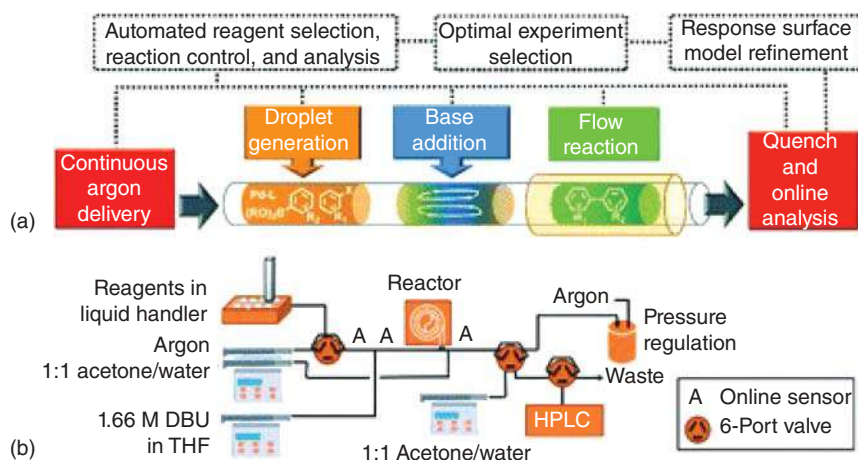 (a)
Automated reagent selection,
reaction control, and analysis
Optimal experiment
selection
Response surface
model refinement
Droplet
generation
Base
addition
Flow
reaction
Continuous
argon
delivery
Quench
and
online
analysis
Pd-L
(b)
Reagents in
liquid handler
Argon
1:1 acetone/water
1.66 M DBU
in THF
A A
Reactor
A
Argon
Pressure
regulation
Waste
HPLC
1:1 Acetone/water
A Online sensor
6-Port valve